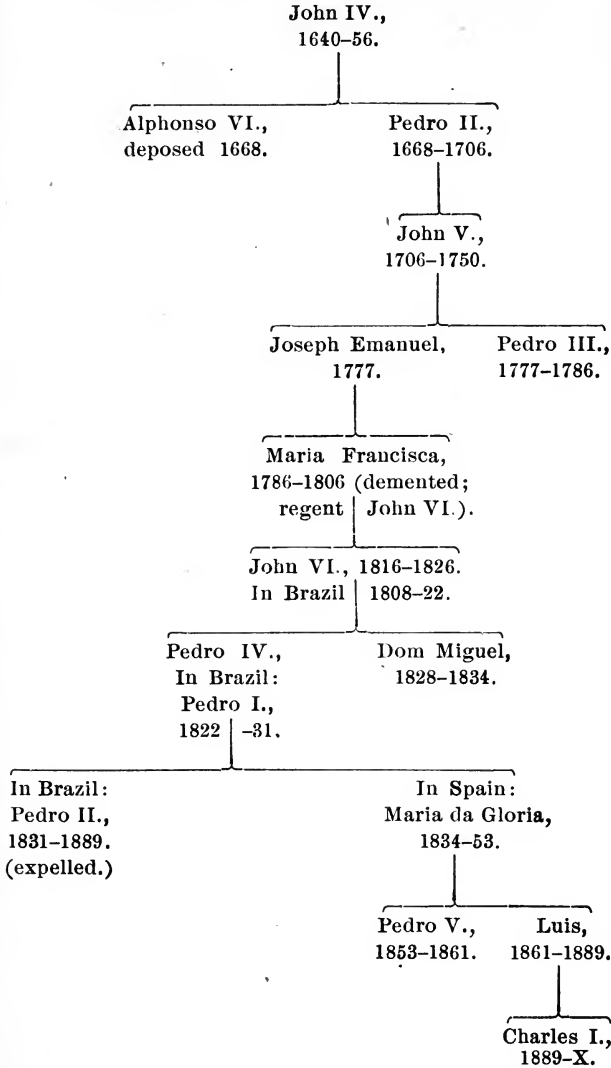 John IV.,
1640–56.
Alphonso VI.,
deposed 1668.
Pedro II.,
1668–1706.
John V.,
1706–1750.
Joseph Emanuel,
1777.
Pedro III.,
1777–1786.
Maria Francisca,
1786–1806 (demented;
regent John VI.).
John VI., 1816–1826.
In Brazil 1808–22.
Pedro IV.,
In Brazil:
Pedro I.,
1822 –31.
Dom Miguel,
1828–1834.
In Brazil:
Pedro II.,
1831–1889.
(expelled.)
In Spain:
Maria da Gloria,
1834–53.
Pedro V.,
1853–1861.
Luis,
1861–1889.
Charles I.,
1889–X.